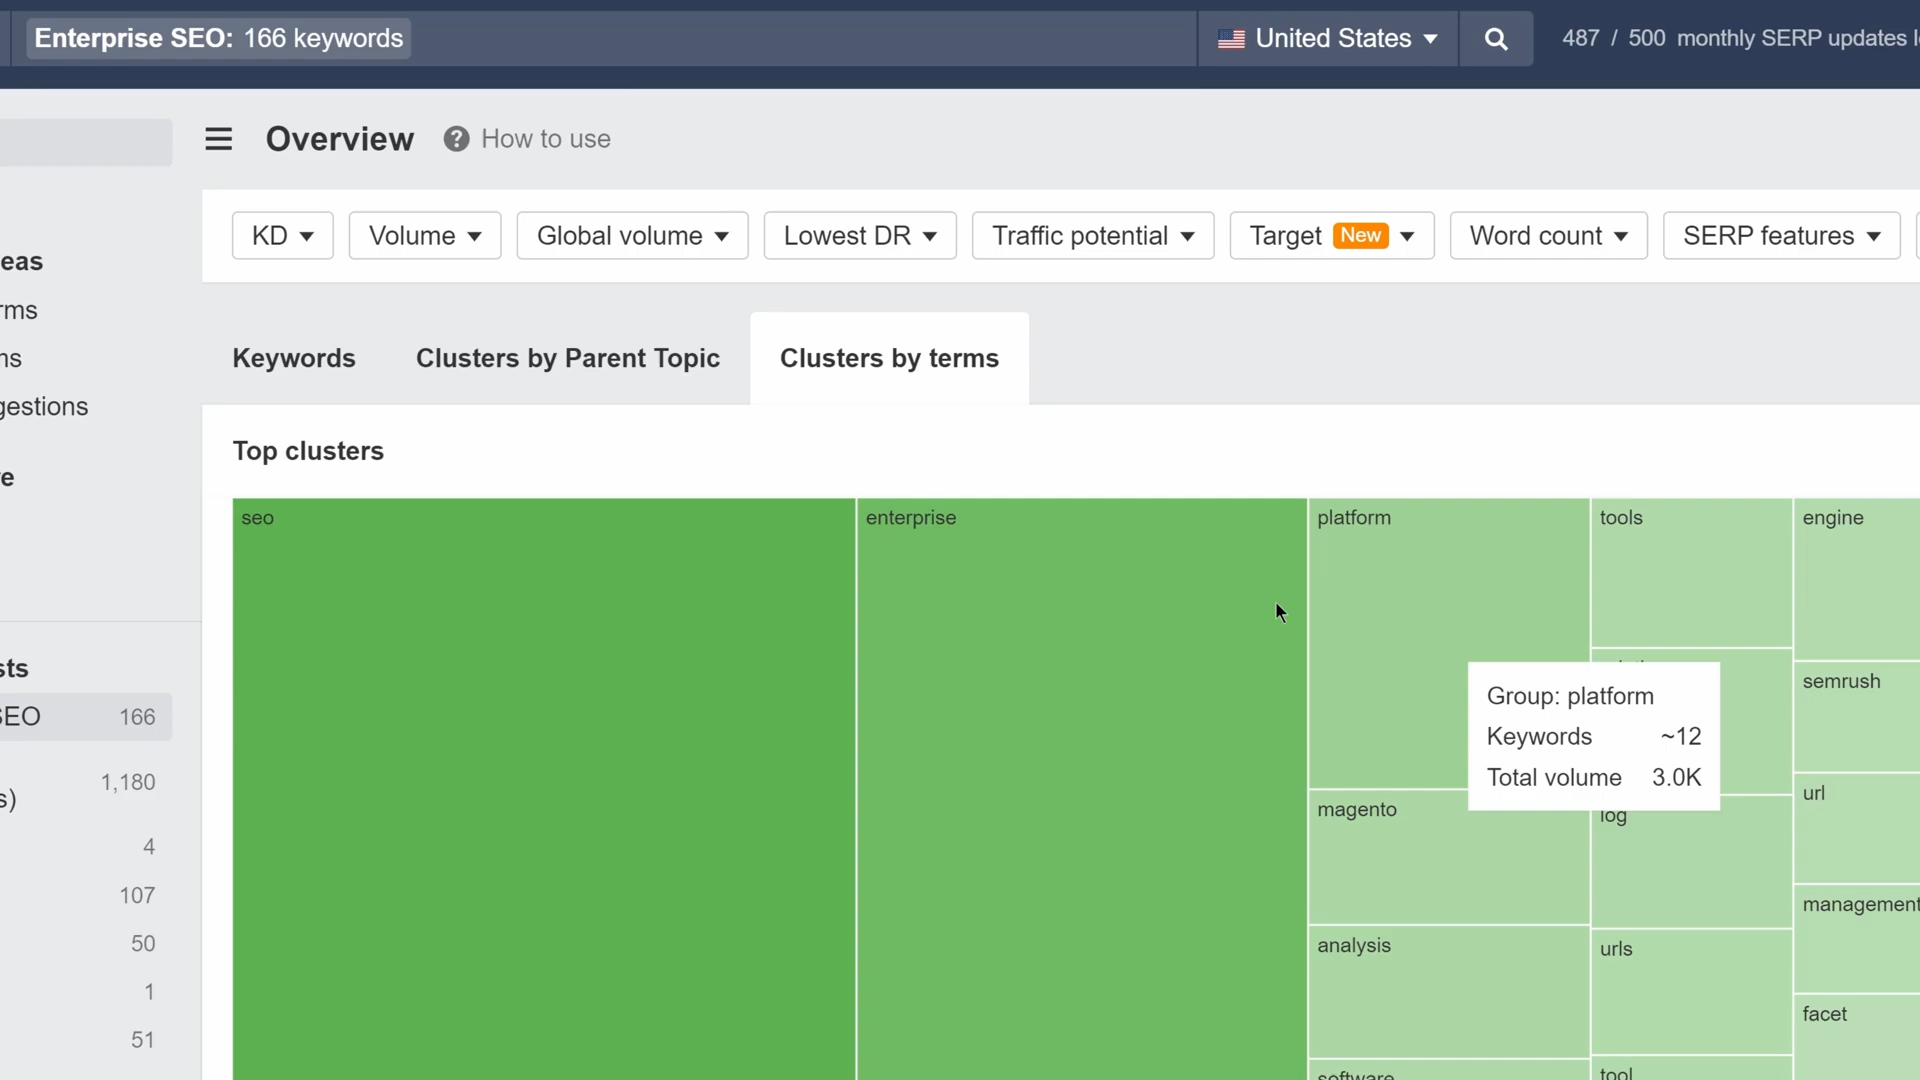 Enterprise SEO: 166 keywords
United States
487 / 500 monthly SERP updates
Overview
How to use
KD
Volume
Global volume
Lowest DR
Traffic potential
Target New
Word count
SERP features
eas
rms
ns
gestions
re
Keywords
Clusters by Parent Topic
Clusters by terms
Top clusters
seo
enterprise
platform
tools
engine
Group: platform
Keywords ~12
Total volume 3.0K
semrush
magento
log
url
analysis
urls
management
facet
software
tool
sts
SEO 166
1,180
s)
4
107
50
1
51